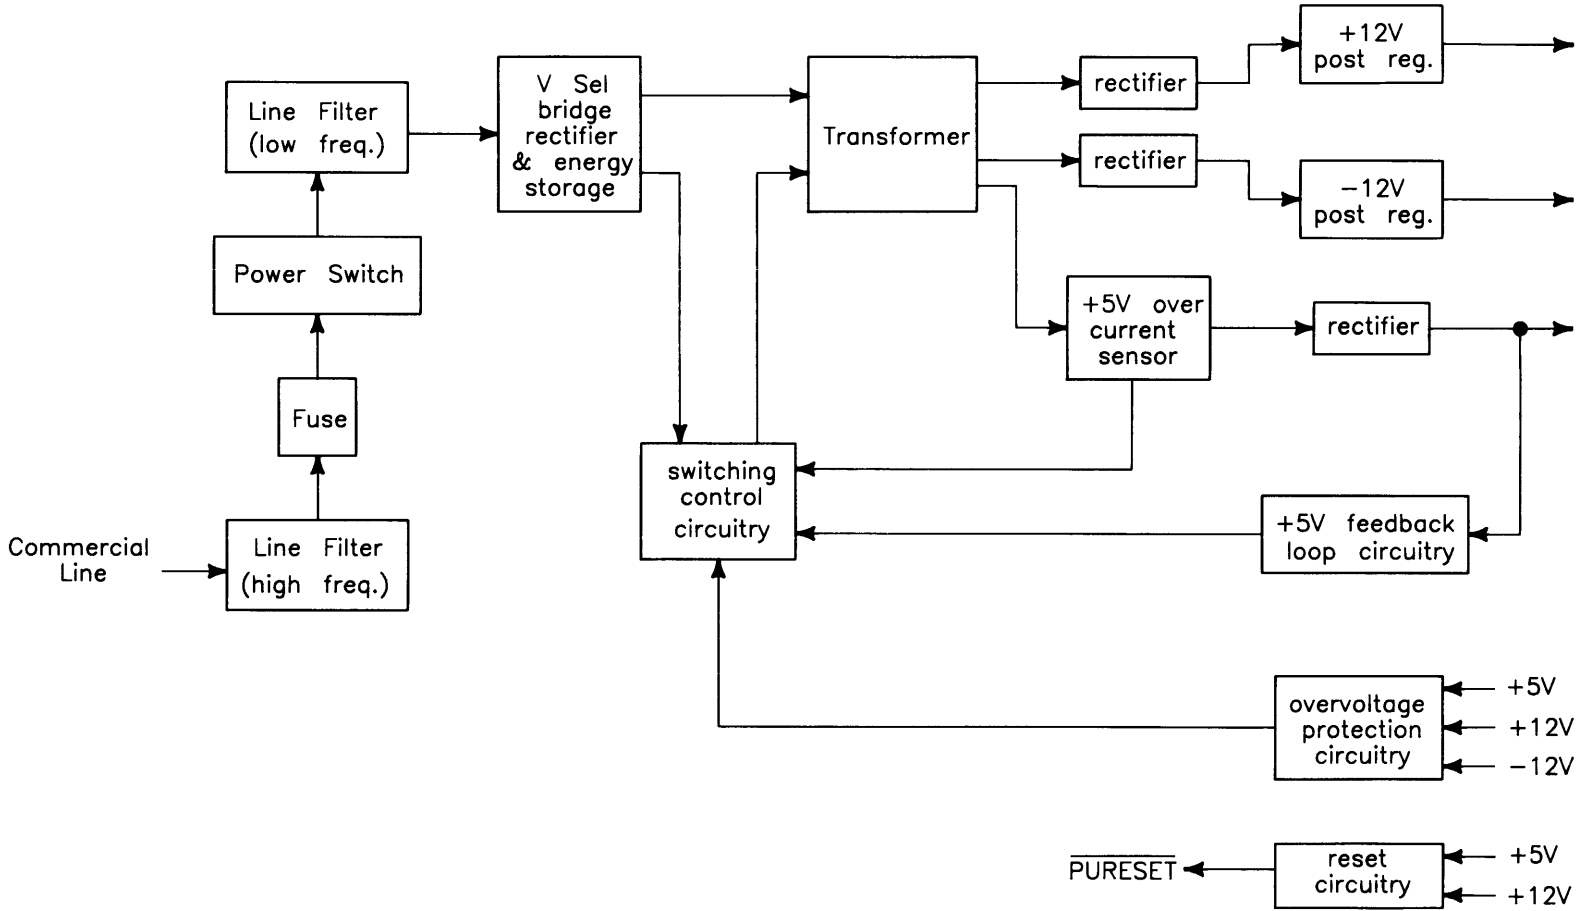 Commercial
Line
Line Filter
(high freq.)
Fuse
Power Switch
Line Filter
(low freq.)
V Sel
bridge
rectifier
& energy
storage
Transformer
rectifier
+12V
post reg.
rectifier
-12V
post reg.
+5V over
current
sensor
rectifier
switching
control
circuitry
+5V feedback
loop circuitry
overvoltage
protection
circuitry
+5V
+12V
-12V
PURESET
reset
circuitry
+5V
+12V